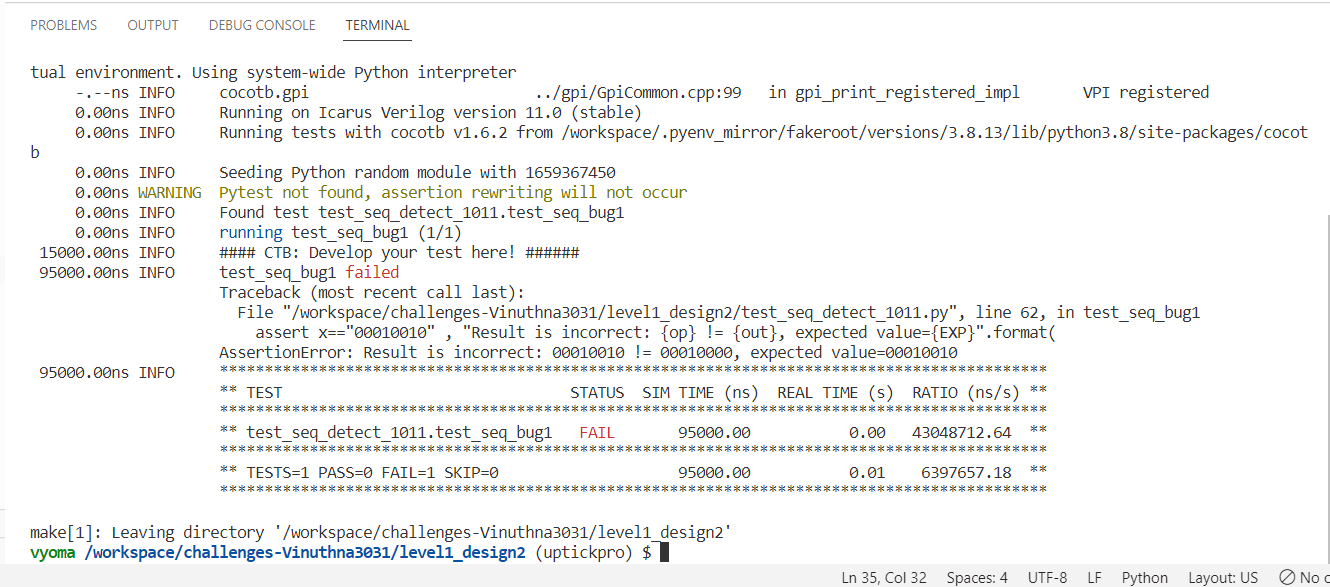 PROBLEMS OUTPUT DEBUG CONSOLE TERMINAL
tual environment. Using system-wide Python interpreter
-.--ns INFO cocotb.gpi ../gpi/GpiCommon.cpp:99 in gpi_print_registered_impl VPI registered
0.00ns INFO Running on Icarus Verilog version 11.0 (stable)
0.00ns INFO Running tests with cocotb v1.6.2 from /workspace/.pyenv_mirror/fakeroot/versions/3.8.13/lib/python3.8/site-packages/cocot
b
0.00ns INFO Seeding Python random module with 1659367450
0.00ns WARNING Pytest not found, assertion rewriting will not occur
0.00ns INFO Found test test_seq_detect_1011.test_seq_bug1
0.00ns INFO running test_seq_bug1 (1/1)
15000.00ns INFO #### CTB: Develop your test here! ######
95000.00ns INFO test_seq_bug1 failed
Traceback (most recent call last):
File "/workspace/challenges-Vinuthna3031/level1_design2/test_seq_detect_1011.py", line 62, in test_seq_bug1
assert x=="00010010" , "Result is incorrect: {op} != {out}, expected value={EXP}".format(
AssertionError: Result is incorrect: 00010010 != 00010000, expected value=00010010
95000.00ns INFO ********************************************************************************************
** TEST STATUS SIM TIME (ns) REAL TIME (s) RATIO (ns/s) **
********************************************************************************************
** test_seq_detect_1011.test_seq_bug1 FAIL 95000.00 0.00 43048712.64 **
********************************************************************************************
** TESTS=1 PASS=0 FAIL=1 SKIP=0 95000.00 0.01 6397657.18 **
********************************************************************************************
make[1]: Leaving directory '/workspace/challenges-Vinuthna3031/level1_design2'
vyoma /workspace/challenges-Vinuthna3031/level1_design2 (uptickpro) $
Ln 35, Col 32 Spaces: 4 UTF-8 LF Python Layout: US No